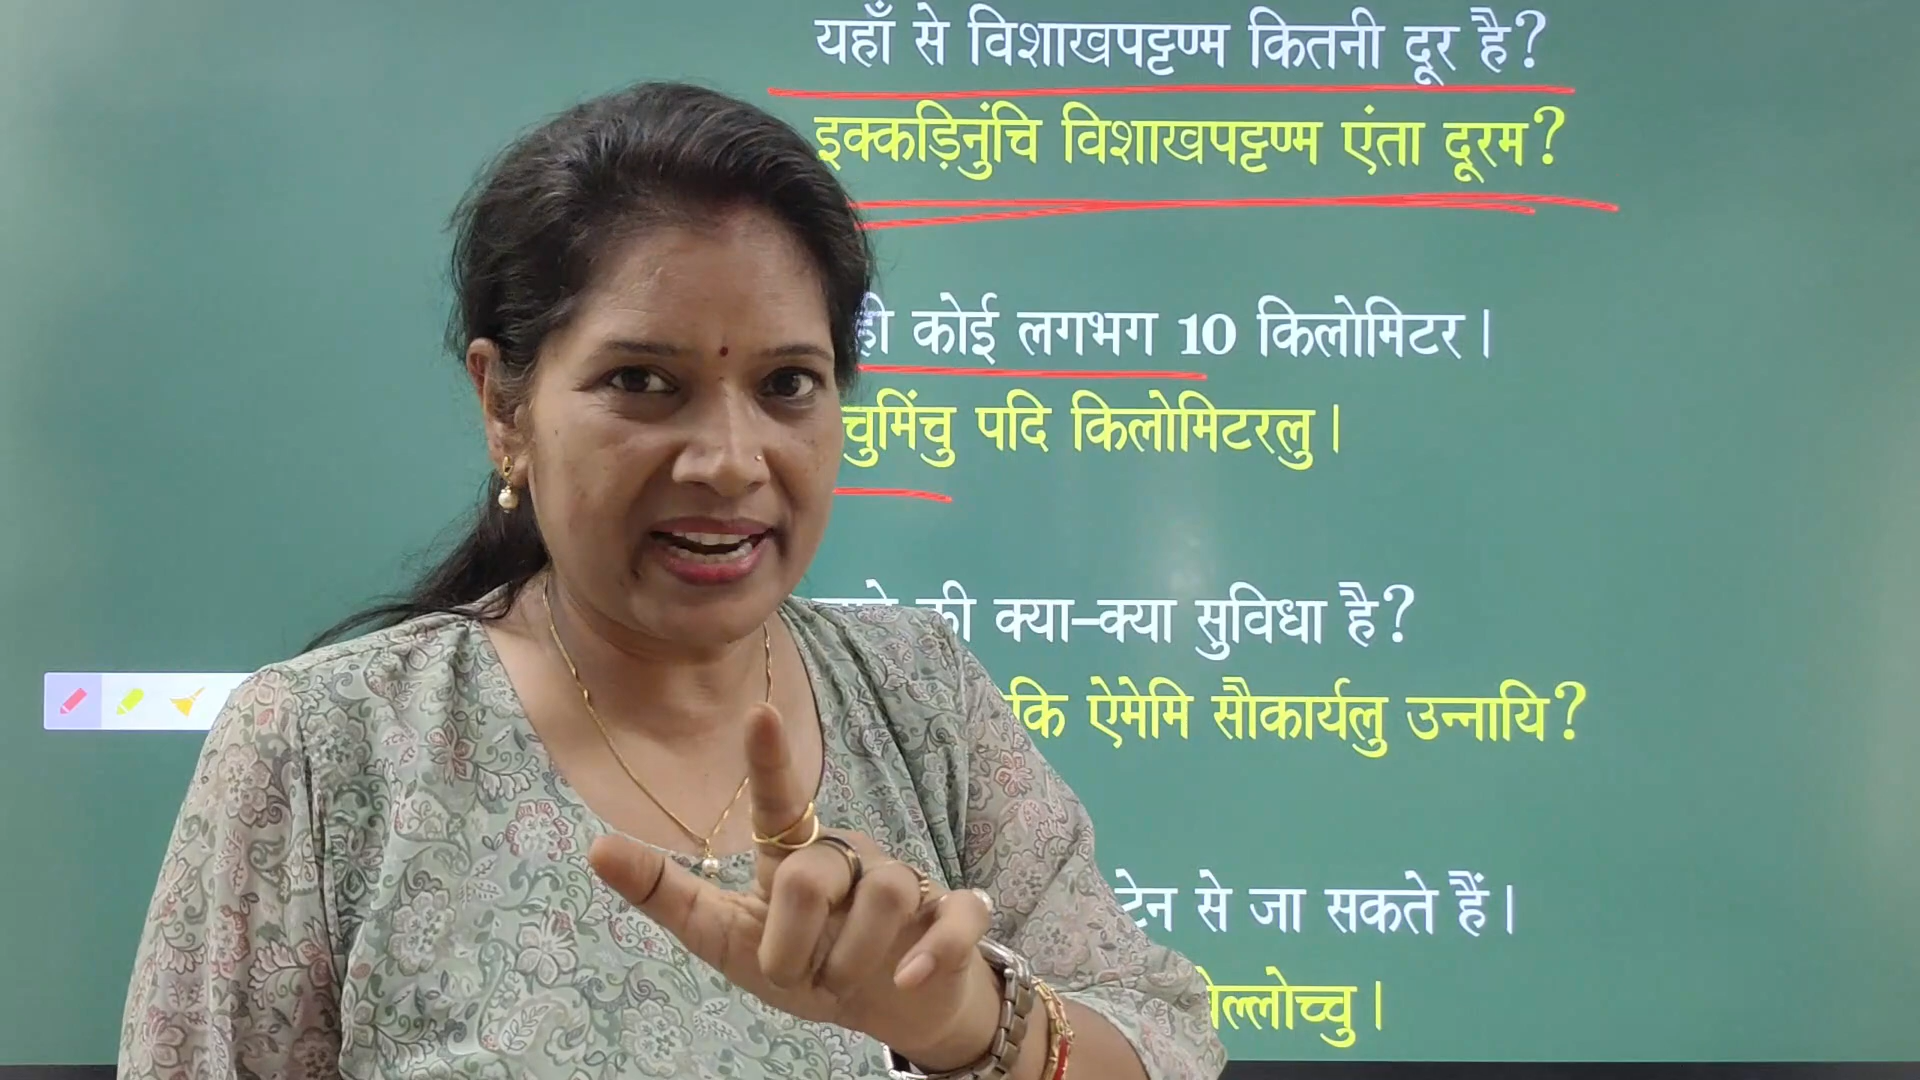 यहाँ से विशाखपट्टण्म कितनी दूर है?
इक्कड़िनुंचि विशाखपट्टण्म एंता दूरम?
कोई लगभग 10 किलोमिटर।
पदि किलोमिटरलु।
की क्या-क्या सुविधा है?
ऐमेमि सौकार्यलु उन्नायि?
से जा सकते हैं।